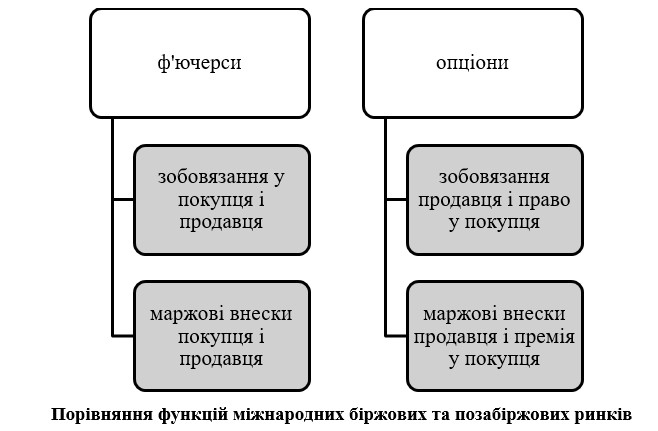 ф'ючерси
зобовязання у
покупця і
продавця
маржові внески
покупця і
продавця
опціони
зобовязання
продавця і право
у покупця
маржові внески
продавця і премія
у покупця
Порівняння функцій міжнародних біржових та позабіржових ринків